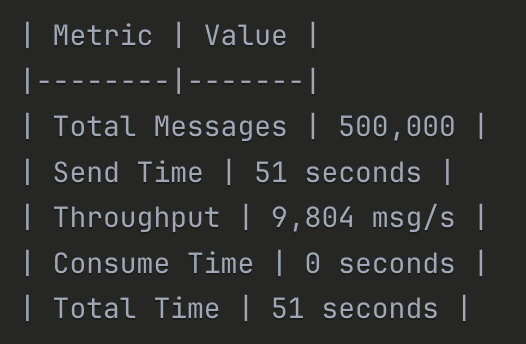 | Metric | Value |
|--------|-------|
| Total Messages | 500,000 |
| Send Time | 51 seconds |
| Throughput | 9,804 msg/s |
| Consume Time | 0 seconds |
| Total Time | 51 seconds |